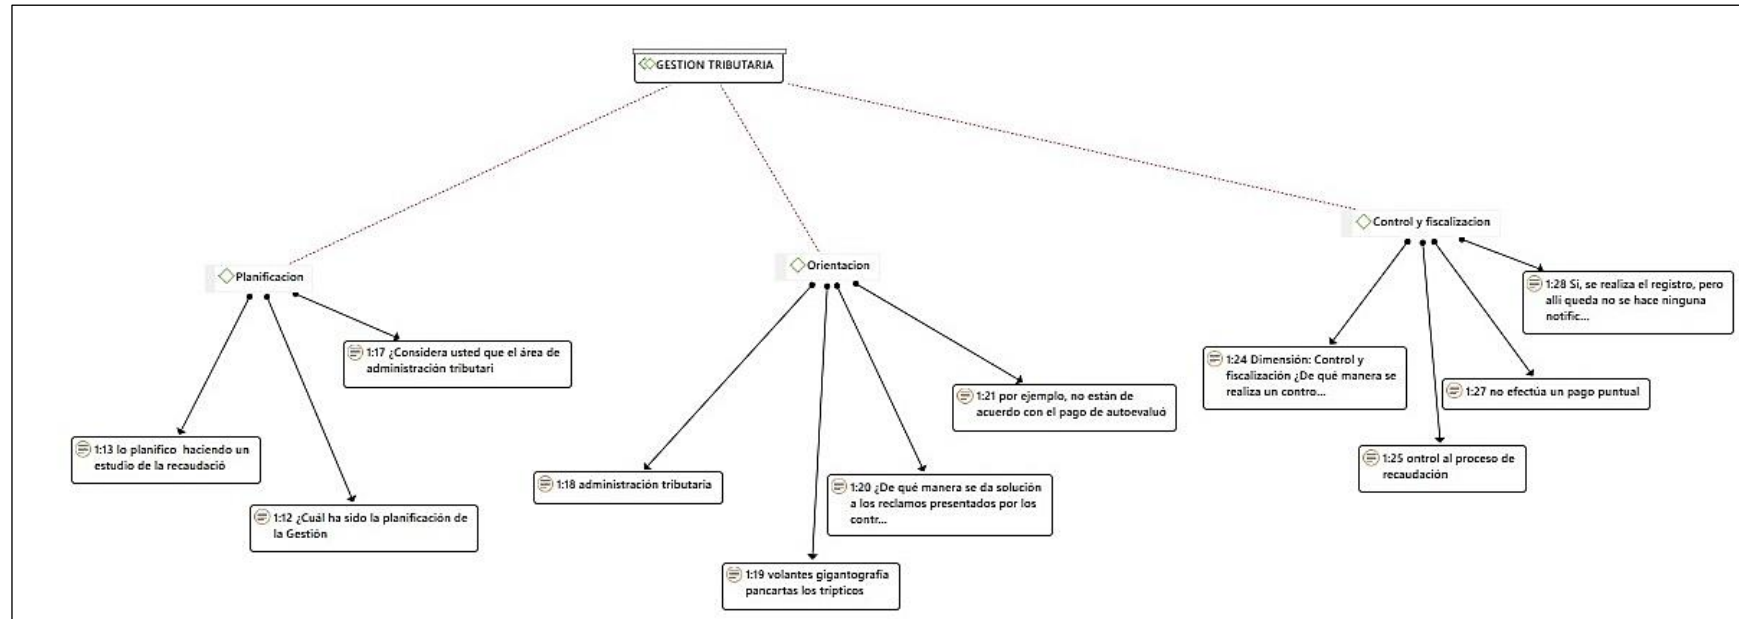 GESTION TRIBUTARIA
Planificacion
1:17 ¿Considera usted que el área de
administración tributari
1:13 lo planifico haciendo un
estudio de la recaudació
1:12 ¿Cuál ha sido la planificación de
la Gestión
Orientacion
1:21 por ejemplo, no están de
acuerdo con el pago de autoevaluó
1:18 administración tributaria
1:20 ¿De qué manera se da solución
a los reclamos presentados por los
contr...
1:19 volantes gigantografía
pancartas los trípticos
Control y fiscalizacion
1:28 Si, se realiza el registro, pero
allí queda no se hace ninguna
notific...
1:24 Dimensión: Control y
fiscalización ¿De qué manera se
realiza un contro...
1:27 no efectúa un pago puntual
1:25 ontrol al proceso de
recaudación